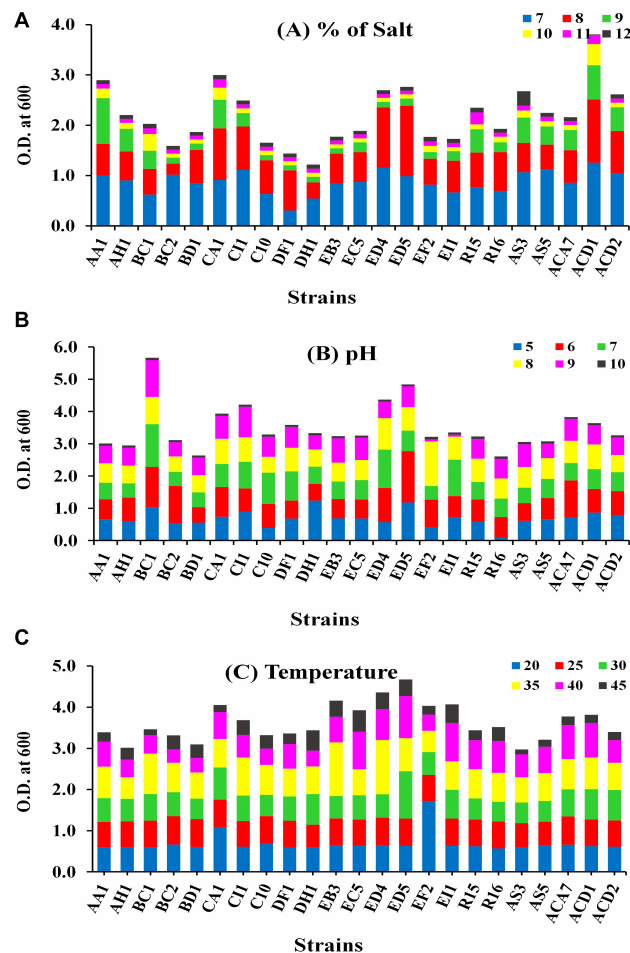 A
(A) % of Salt
7 8 9
10 11 12
O.D. at 600
4.0
3.0
2.0
1.0
0.0
AA1 AH1 BC1 BC2 BD1 CA1 CI1 C10 DF1 DH1 EB3 EC5 ED4 ED5 EF2 EI1 R15 R16 AS3 AS5 ACA7 ACD1 ACD2
Strains
B
(B) pH
5 6 7
8 9 10
O.D. at 600
6.0
5.0
4.0
3.0
2.0
1.0
0.0
AA1 AH1 BC1 BC2 BD1 CA1 CI1 C10 DF1 DH1 EB3 EC5 ED4 ED5 EF2 EI1 R15 R16 AS3 AS5 ACA7 ACD1 ACD2
Strains
C
(C) Temperature
20 25 30
35 40 45
O.D. at 600
5.0
4.0
3.0
2.0
1.0
0.0
AA1 AH1 BC1 BC2 BD1 CA1 CI1 C10 DF1 DH1 EB3 EC5 ED4 ED5 EF2 EI1 R15 R16 AS3 AS5 ACA7 ACD1 ACD2
Strains